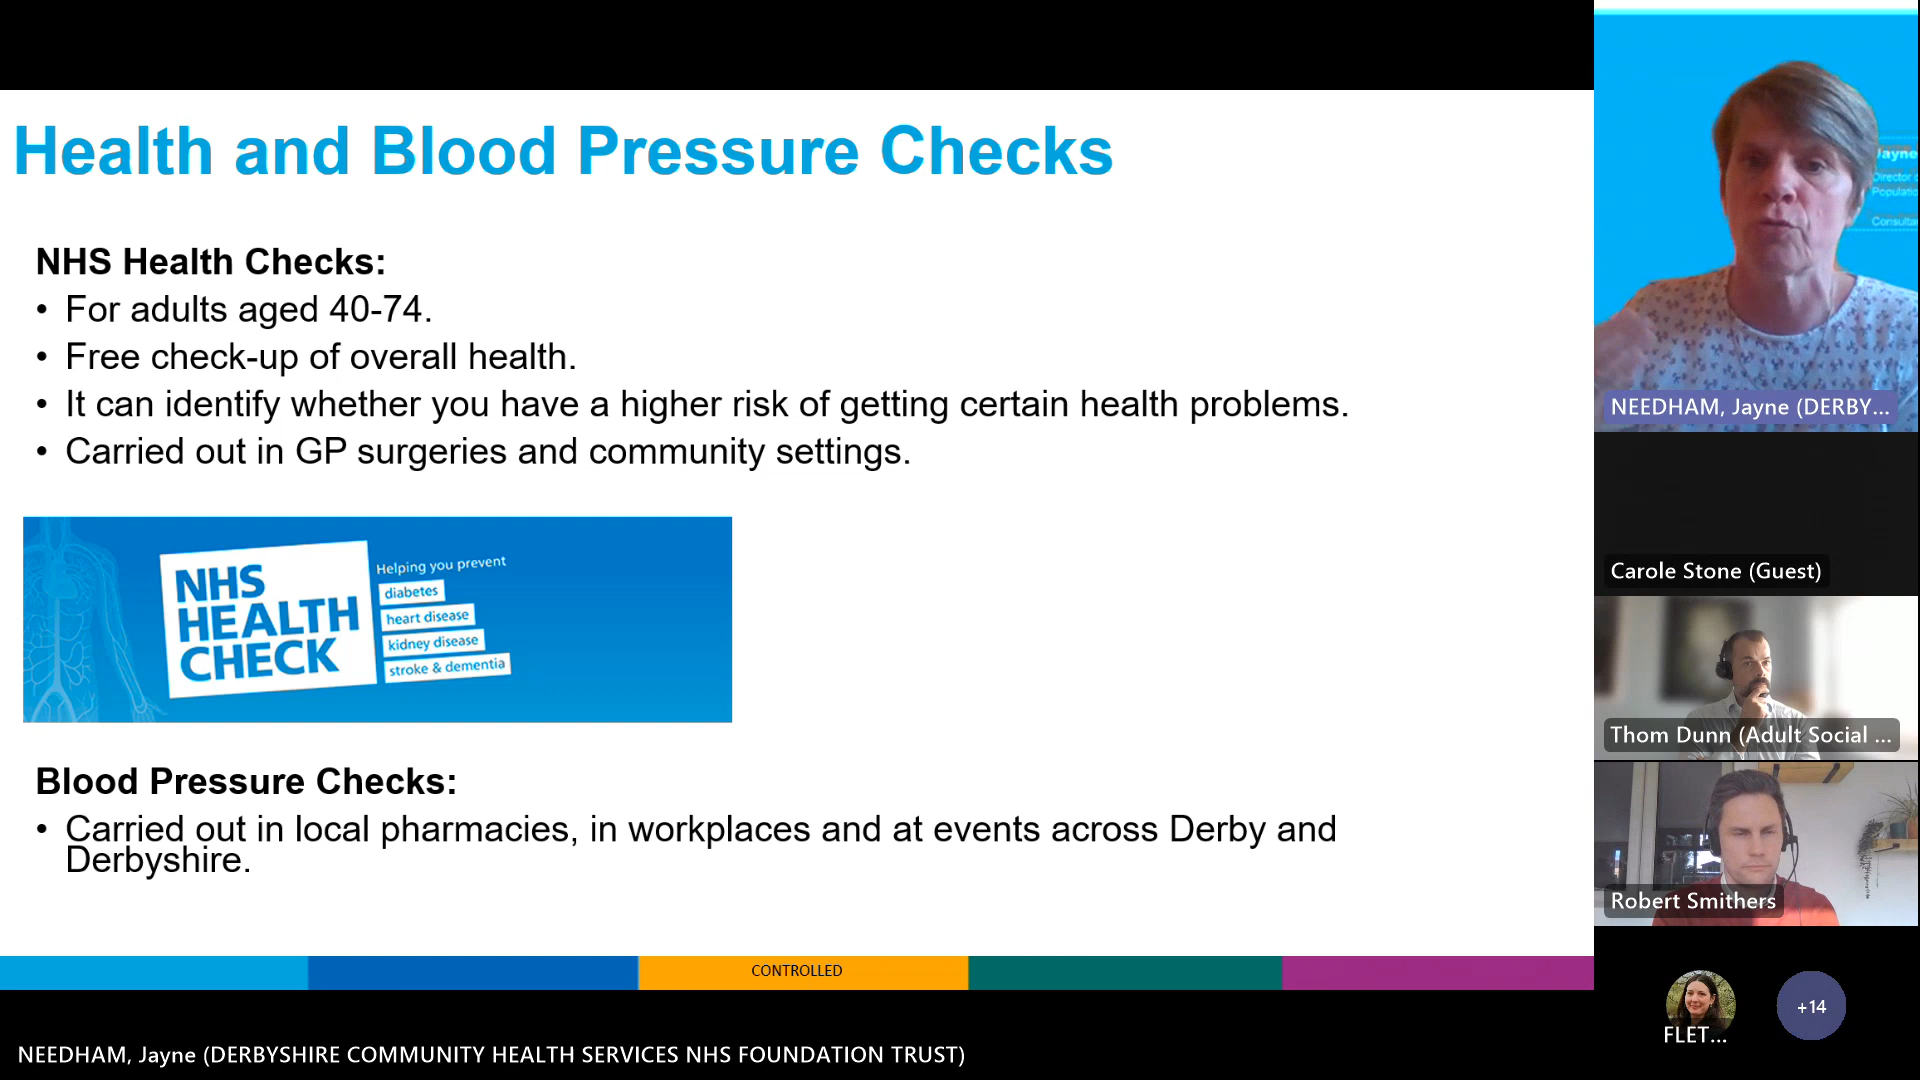 Health and Blood Pressure Checks
NHS Health Checks:
• For adults aged 40-74.
• Free check-up of overall health.
• It can identify whether you have a higher risk of getting certain health problems.
• Carried out in GP surgeries and community settings.
NHS
HEALTH
CHECK
Helping you prevent
diabetes
heart disease
kidney disease
stroke & dementia
Blood Pressure Checks:
• Carried out in local pharmacies, in workplaces and at events across Derby and
Derbyshire.
CONTROLLED
NEEDHAM, Jayne (DERBYSHIRE COMMUNITY HEALTH SERVICES NHS FOUNDATION TRUST)
Jayne
Director
Consulta
NEEDHAM, Jayne (DERBY...
Carole Stone (Guest)
Thom Dunn (Adult Social ...
Robert Smithers
FLET...
+14